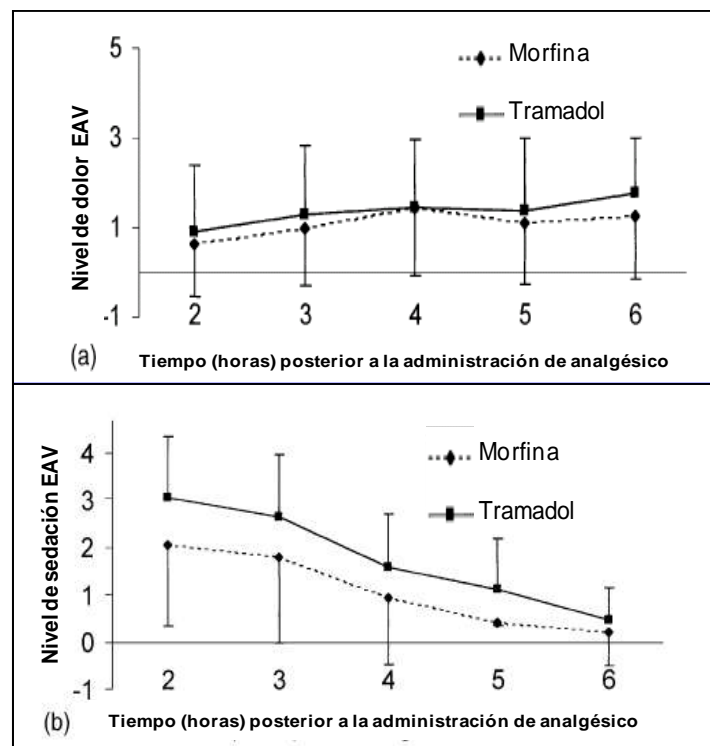 5
Morfina
Tramadol
3
1
-1
Nivel de dolor EAV
2 3 4 5 6
(a) Tiempo (horas) posterior a la administración de analgésico
4
Morfina
3
Tramadol
2
1
0
-1
Nivel de sedación EAV
2 3 4 5 6
(b) Tiempo (horas) posterior a la administración de analgésico